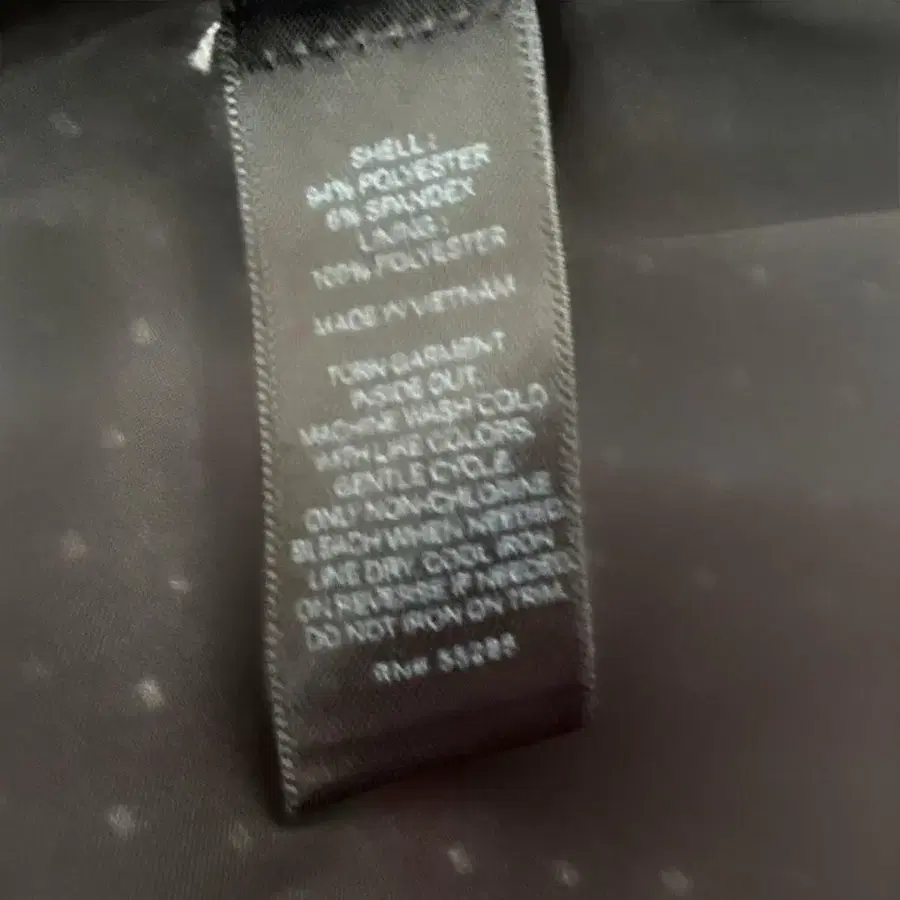 SHELL :
94% POLYESTER
6% SPANDEX
LINING :
100% POLYESTER
MADE IN VIETNAM
TURN GARMENT
INSIDE OUT.
MACHINE WASH COLD
WITH LIKE COLORS.
GENTLE CYCLE.
ONLY NON-CHLORINE
BLEACH WHEN NEEDED.
LINE DRY. COOL IRON
ON REVERSE IF NEEDED.
DO NOT IRON ON TRIM.
RN#